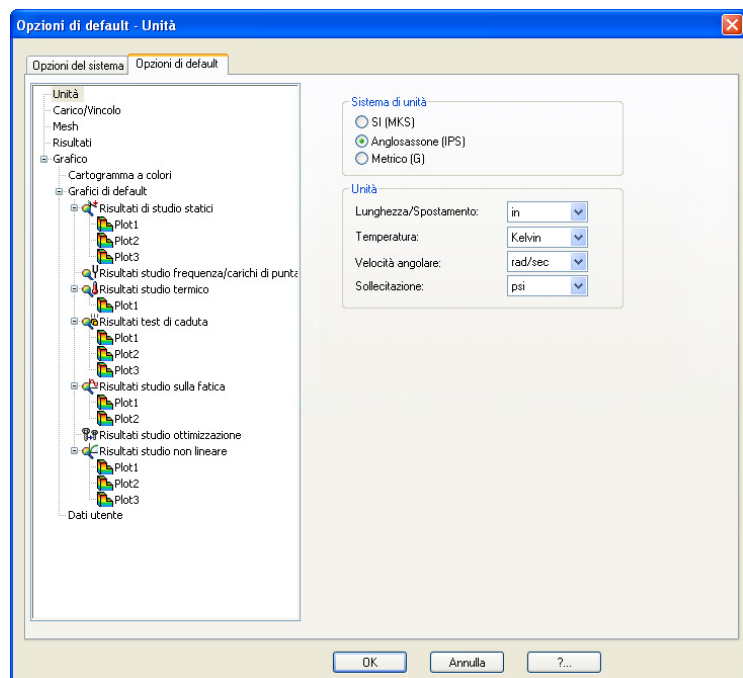 Opzioni di default - Unità
Opzioni del sistema
Opzioni di default
Unità
Carico/Vincolo
Mesh
Risultati
Grafico
Cartogramma a colori
Grafici di default
Risultati di studio statici
Plot1
Plot2
Plot3
Risultati studio frequenza/carichi di punta
Risultati studio termico
Plot1
Risultati test di caduta
Plot1
Plot2
Plot3
Risultati studio sulla fatica
Plot1
Plot2
Risultati studio ottimizzazione
Risultati studio non lineare
Plot1
Plot2
Plot3
Dati utente
Sistema di unità
SI (MKS)
Anglosassone (IPS)
Metrico (G)
Unità
Lunghezza/Spostamento: in
Temperatura: Kelvin
Velocità angolare: rad/sec
Sollecitazione: psi
OK
Annulla
?...